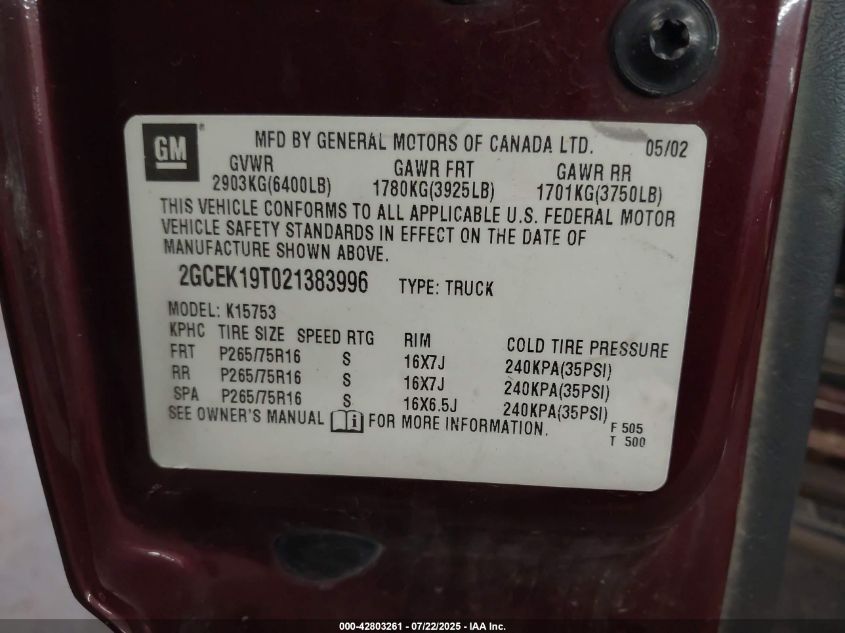 GM
MFD BY GENERAL MOTORS OF CANADA LTD. 05/02
GVWR GAWR FRT GAWR RR
2903KG(6400LB) 1780KG(3925LB) 1701KG(3750LB)
THIS VEHICLE CONFORMS TO ALL APPLICABLE U.S. FEDERAL MOTOR
VEHICLE SAFETY STANDARDS IN EFFECT ON THE DATE OF
MANUFACTURE SHOWN ABOVE.
2GCEK19T021383996 TYPE: TRUCK
MODEL: K15753
KPHC TIRE SIZE SPEED RTG RIM COLD TIRE PRESSURE
FRT P265/75R16 S 16X7J 240KPA(35PSI)
RR P265/75R16 S 16X7J 240KPA(35PSI)
SPA P265/75R16 S 16X6.5J 240KPA(35PSI)
SEE OWNER'S MANUAL i FOR MORE INFORMATION. F 505
T 500
000-42803261 - 07/22/2025 - IAA Inc.